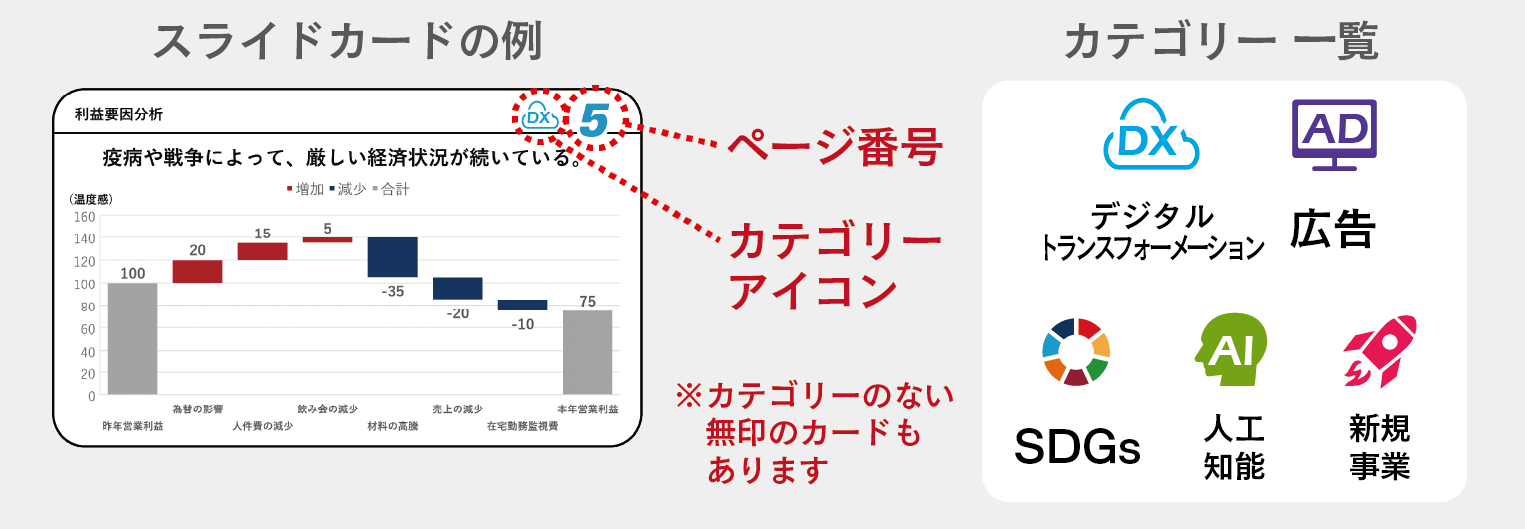 スライドカードの例
利益要因分析
DX
5
疫病や戦争によって、厳しい経済状況が続いている。
増加 減少 合計
(温度感)
160
140
120
100
80
60
40
20
0
100
20
15
5
-35
-20
-10
75
昨年営業利益
為替の影響
人件費の減少
飲み会の減少
材料の高騰
売上の減少
在宅勤務監視費
本年営業利益
ページ番号
カテゴリー
アイコン
※カテゴリーのない
無印のカードも
あります
カテゴリー 一覧
DX
デジタル
トランスフォーメーション
AD
広告
SDGs
AI
人工
知能
新規
事業